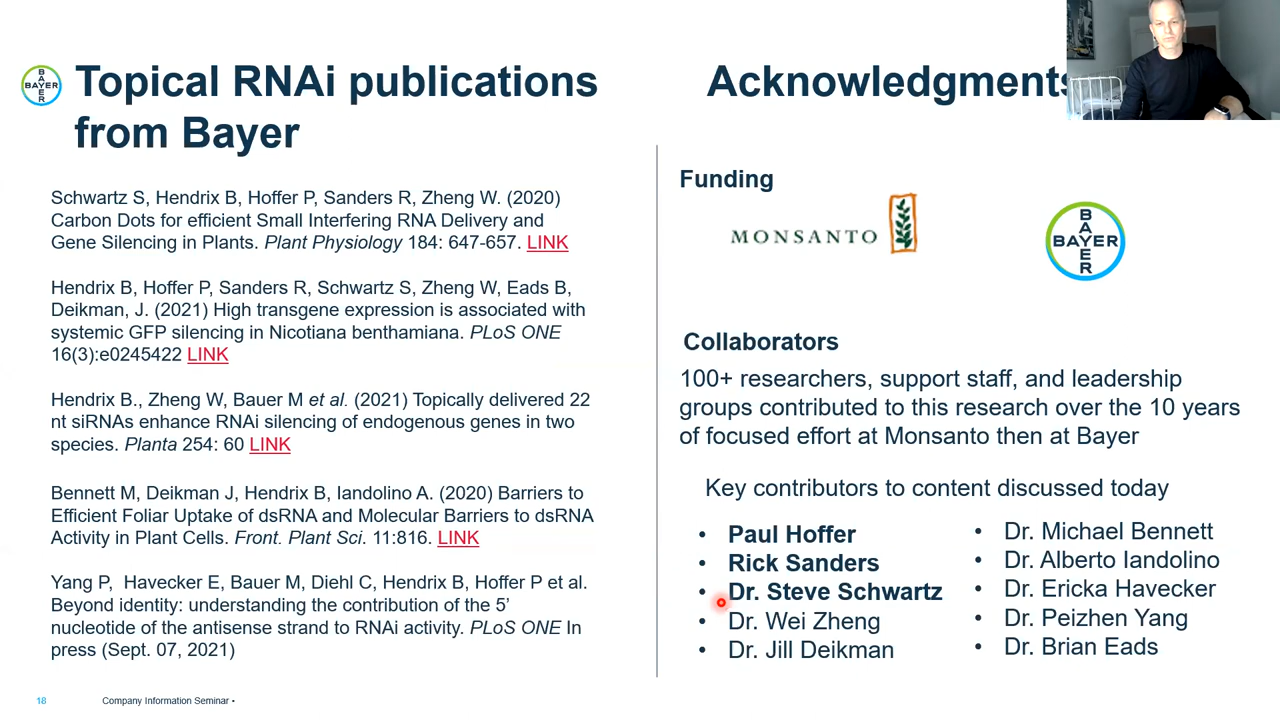 Topical RNAi publications
from Bayer
BAYER
BAYER
Schwartz S, Hendrix B, Hoffer P, Sanders R, Zheng W. (2020)
Carbon Dots for efficient Small Interfering RNA Delivery and
Gene Silencing in Plants. Plant Physiology 184: 647-657. LINK
Hendrix B, Hoffer P, Sanders R, Schwartz S, Zheng W, Eads B,
Deikman, J. (2021) High transgene expression is associated with
systemic GFP silencing in Nicotiana benthamiana. PLoS ONE
16(3):e0245422 LINK
Hendrix B., Zheng W, Bauer M et al. (2021) Topically delivered 22
nt siRNAs enhance RNAi silencing of endogenous genes in two
species. Planta 254: 60 LINK
Bennett M, Deikman J, Hendrix B, Iandolino A. (2020) Barriers to
Efficient Foliar Uptake of dsRNA and Molecular Barriers to dsRNA
Activity in Plant Cells. Front. Plant Sci. 11:816. LINK
Yang P, Havecker E, Bauer M, Diehl C, Hendrix B, Hoffer P et al.
Beyond identity: understanding the contribution of the 5’
nucleotide of the antisense strand to RNAi activity. PLoS ONE In
press (Sept. 07, 2021)
Acknowledgments
Funding
MONSANTO
BAYER
BAYER
Collaborators
100+ researchers, support staff, and leadership
groups contributed to this research over the 10 years
of focused effort at Monsanto then at Bayer
Key contributors to content discussed today
• Paul Hoffer
• Rick Sanders
• Dr. Steve Schwartz
• Dr. Wei Zheng
• Dr. Jill Deikman
• Dr. Michael Bennett
• Dr. Alberto Iandolino
• Dr. Ericka Havecker
• Dr. Peizhen Yang
• Dr. Brian Eads
18
Company Information Seminar •